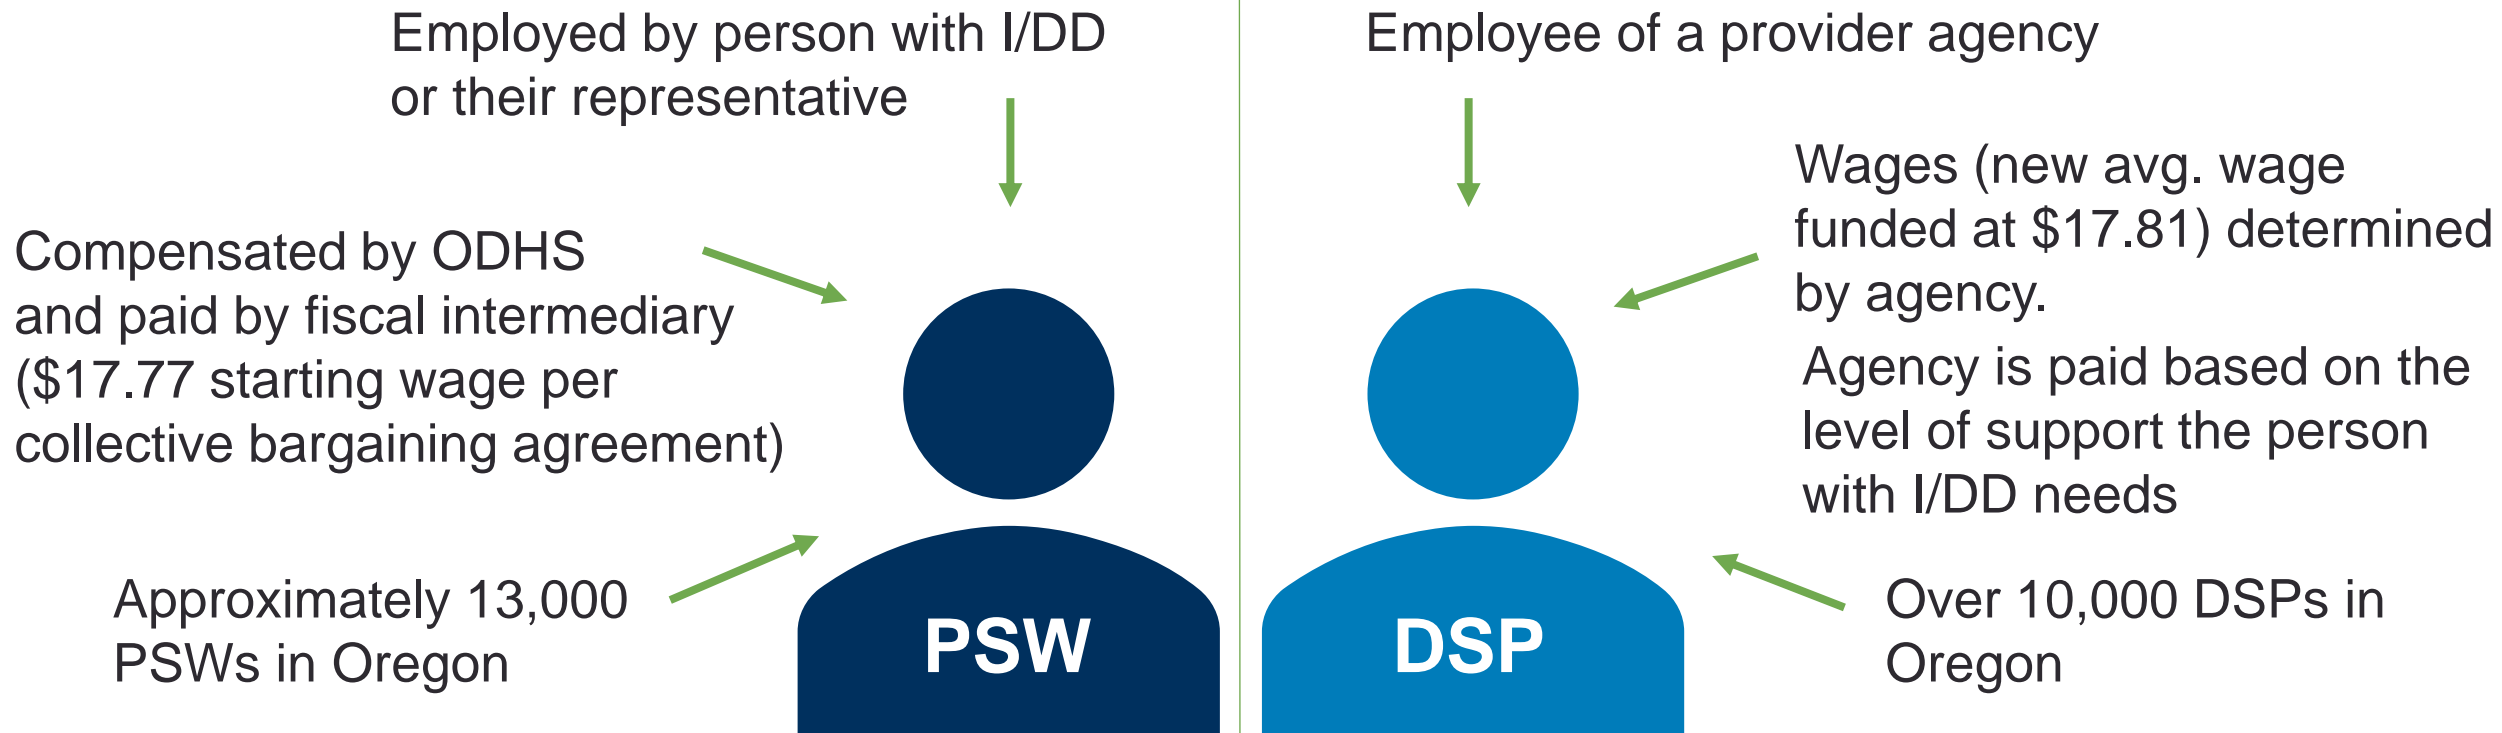 Employed by person with I/DD
or their representative
Compensated by ODHS
and paid by fiscal intermediary
($17.77 starting wage per
collective bargaining agreement)
Approximately 13,000
PSWs in Oregon
PSW
Employee of a provider agency
Wages (new avg. wage
funded at $17.81) determined
by agency.
Agency is paid based on the
level of support the person
with I/DD needs
Over 10,000 DSPs in
Oregon
DSP